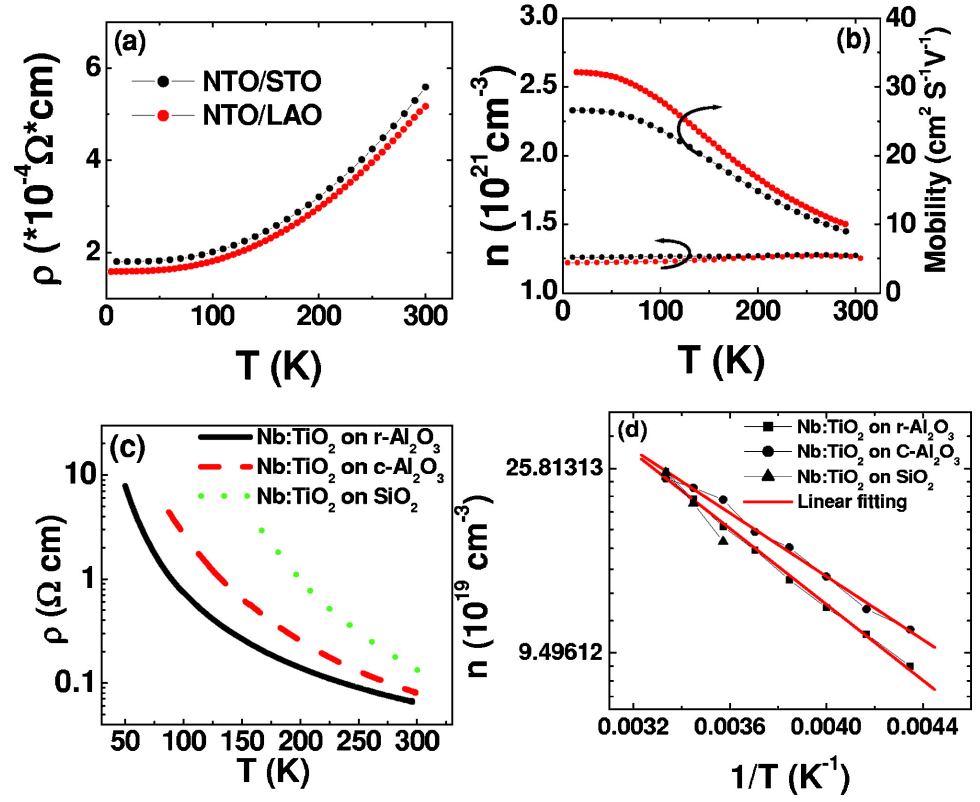 (a)
NTO/STO
NTO/LAO
6
4
2
0
100
200
300
T (K)
ρ (*10⁻⁴Ω*cm)
(b)
3.0
2.5
2.0
1.5
1.0
40
30
20
10
0
0
100
200
300
T (K)
n (10²¹cm⁻³)
Mobility (cm² S⁻¹V⁻¹)
(c)
Nb:TiO₂ on r-Al₂O₃
Nb:TiO₂ on c-Al₂O₃
Nb:TiO₂ on SiO₂
10
1
0.1
50
100
150
200
250
300
T (K)
ρ (Ω cm)
(d)
Nb:TiO₂ on r-Al₂O₃
Nb:TiO₂ on C-Al₂O₃
Nb:TiO₂ on SiO₂
Linear fitting
25.81313
9.49612
0.0032
0.0036
0.0040
0.0044
1/T (K⁻¹)
n (10¹⁹ cm⁻³)